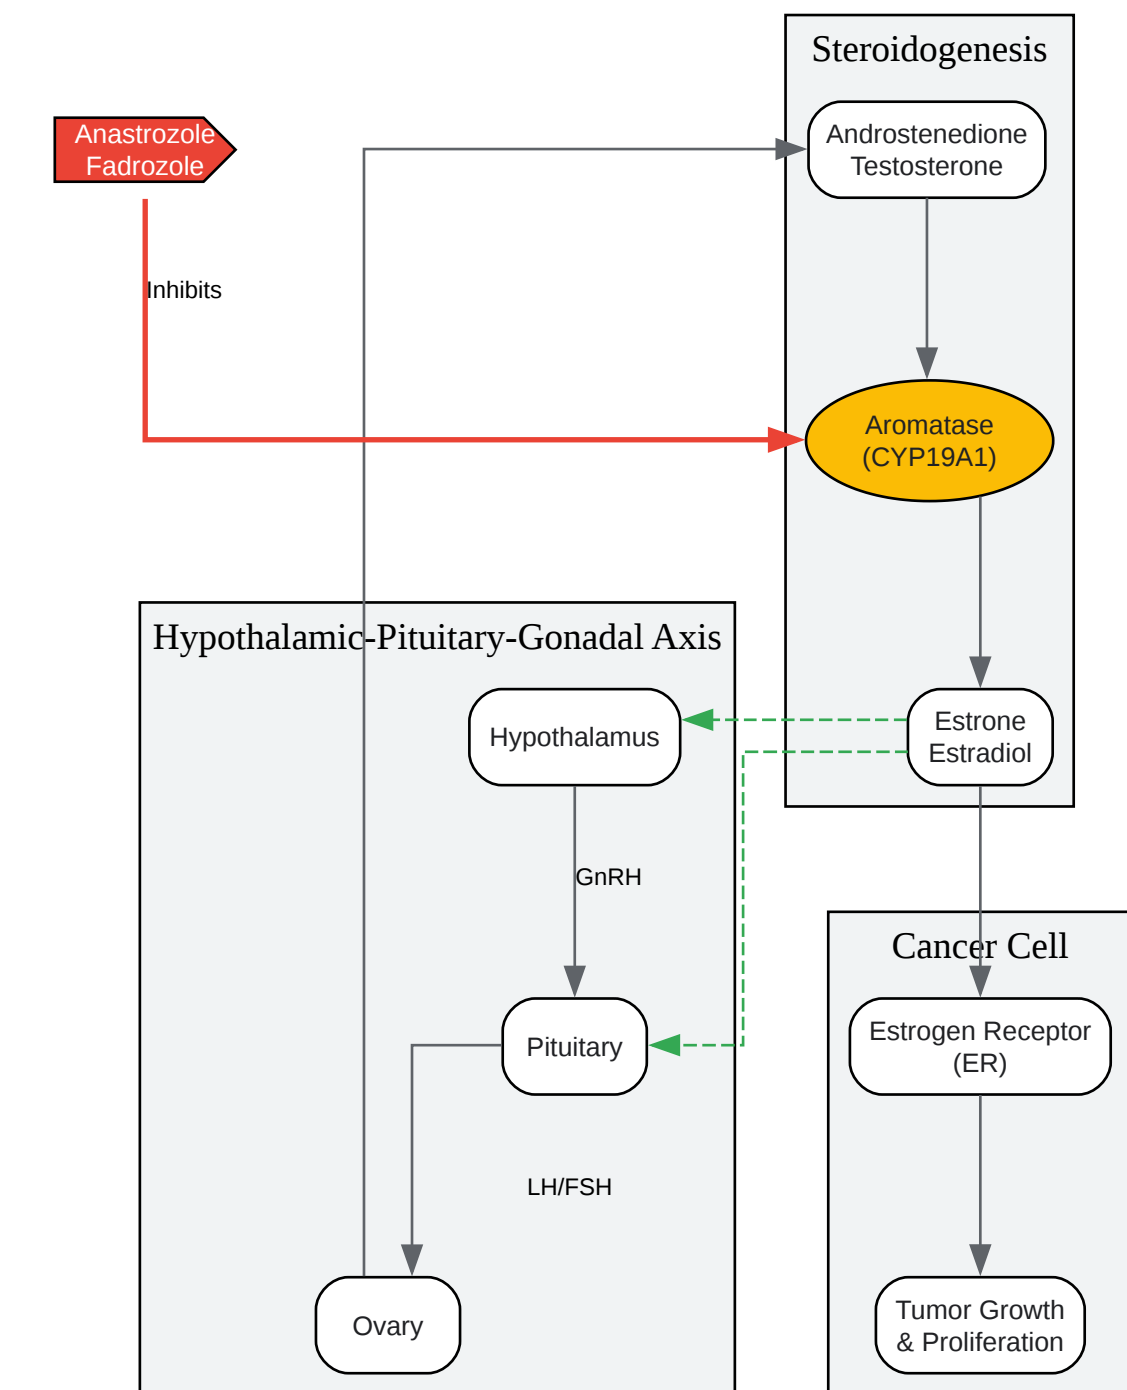 Steroidogenesis
Anastrozole
Fadrozole
Androstenedione
Testosterone
Inhibits
Aromatase
(CYP19A1)
Hypothalamic-Pituitary-Gonadal Axis
Hypothalamus
Estrone
Estradiol
GnRH
Cancer Cell
Pituitary
Estrogen Receptor
(ER)
LH/FSH
Ovary
Tumor Growth
& Proliferation